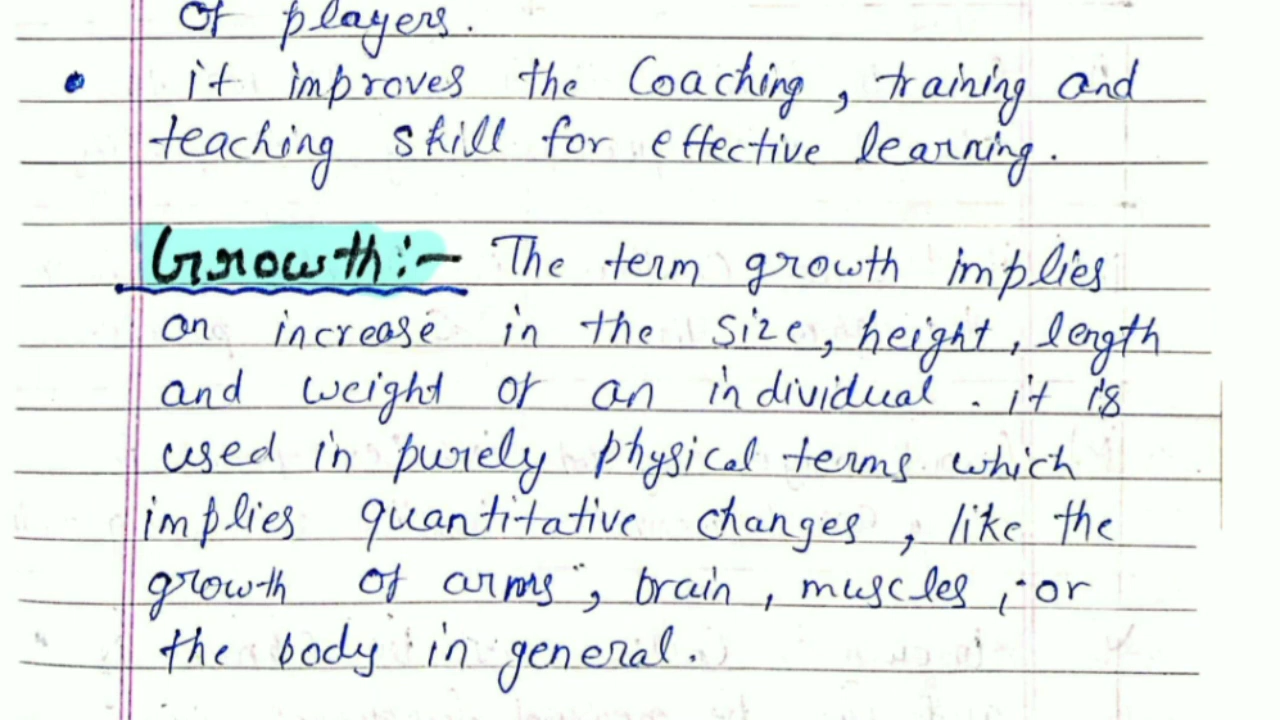 of players.
• it improves the Coaching, training and
teaching skill for effective learning.
Growth:- The term growth implies
an increase in the size, height, length
and weight of an individual. it is
used in purely physical terms which
implies quantitative changes, like the
growth of arms, brain, muscles, or
the body in general.